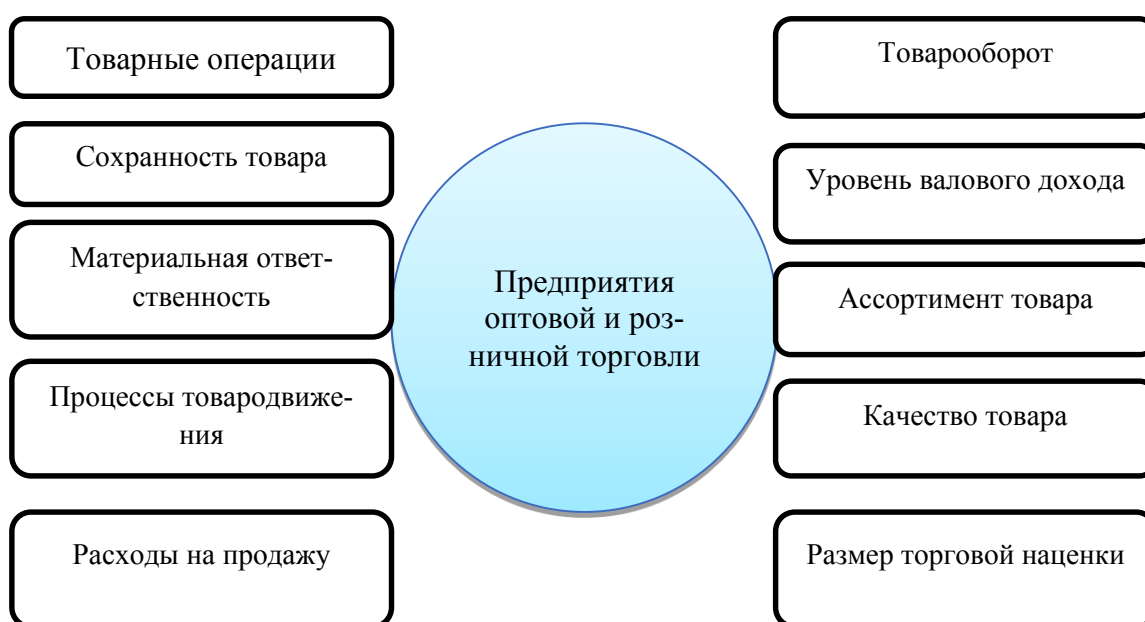 Товарные операции
Сохранность товара
Материальная ответ-
ственность
Процессы товародвиже-
ния
Расходы на продажу
Предприятия
оптовой и роз-
ничной торговли
Товарооборот
Уровень валового дохода
Ассортимент товара
Качество товара
Размер торговой наценки